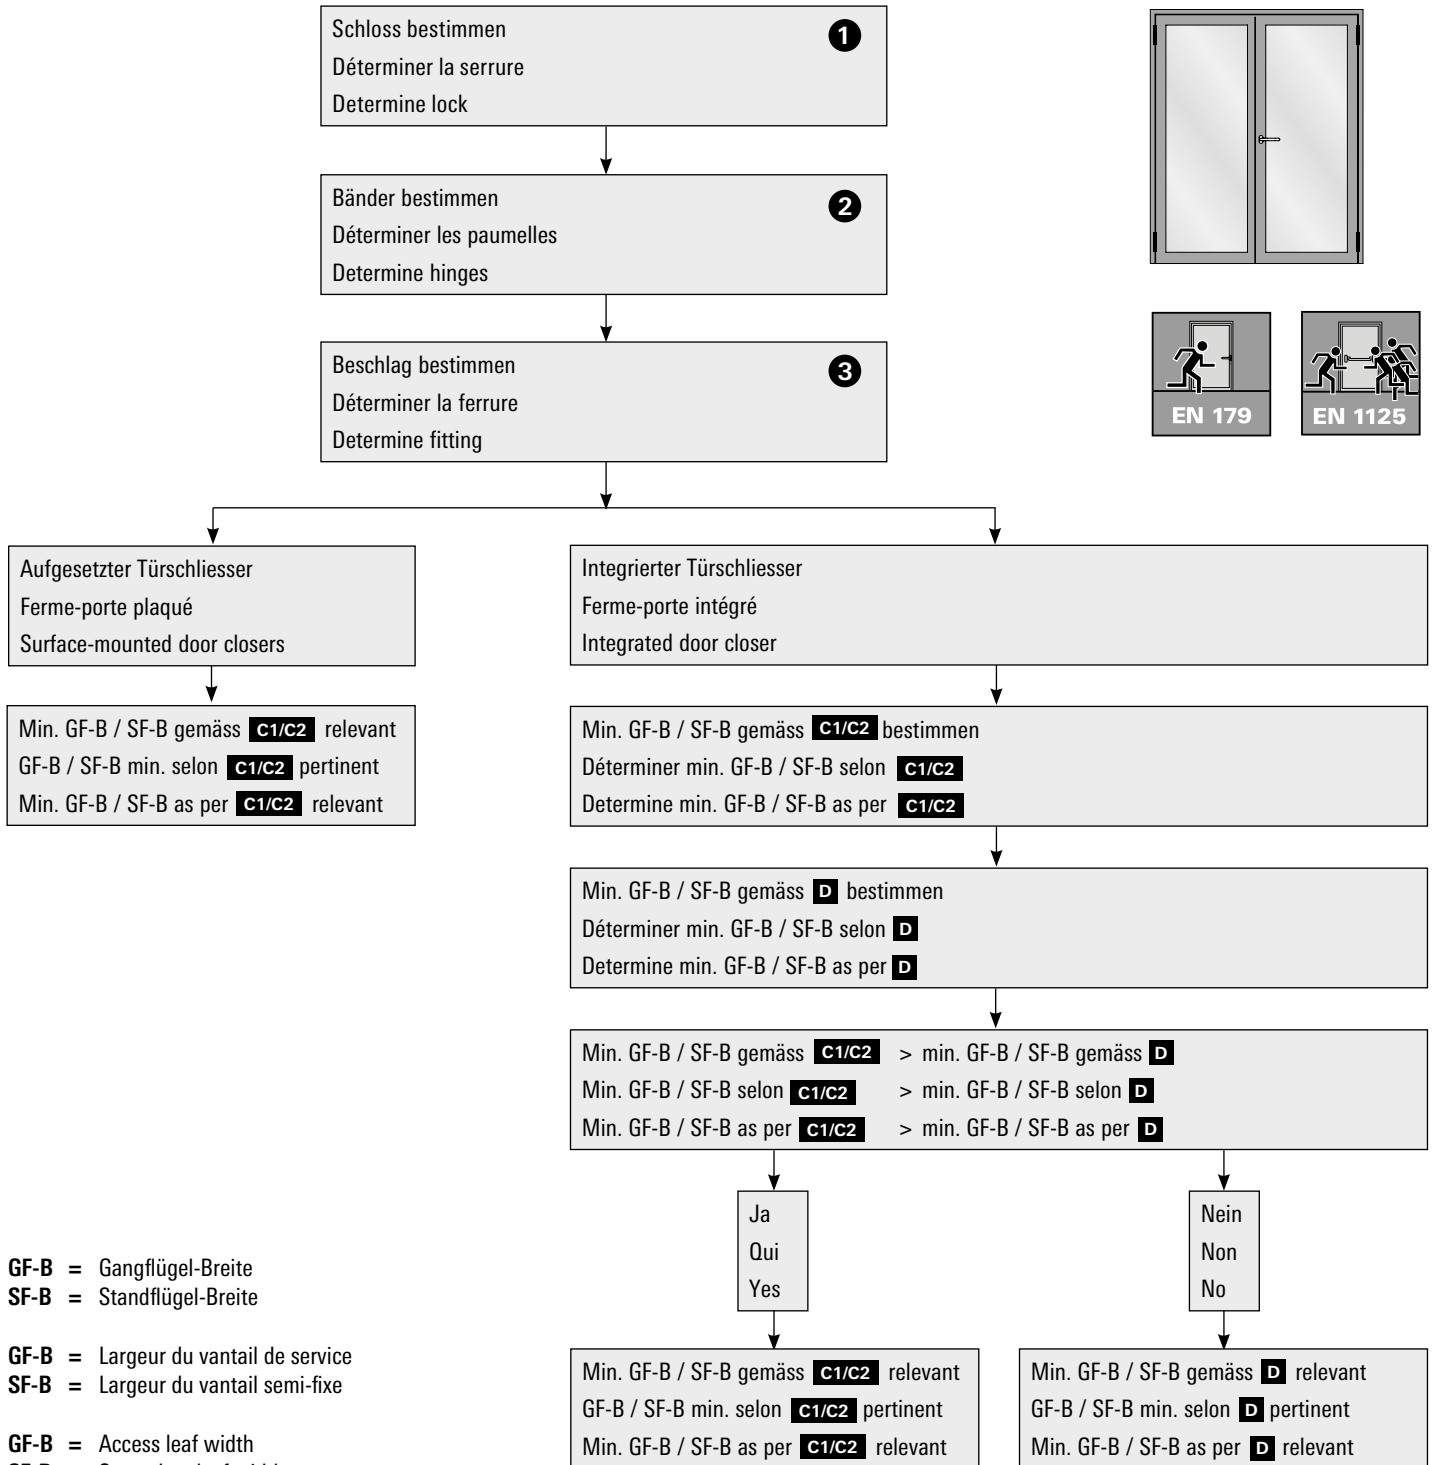 Schloss bestimmen
Déterminer la serrure
Determine lock
1
Bänder bestimmen
Déterminer les paumelles
Determine hinges
2
Beschlag bestimmen
Déterminer la ferrure
Determine fitting
3
EN 179
EN 1125
Aufgesetzter Türschliesser
Ferme-porte plaqué
Surface-mounted door closers
Integrierter Türschliesser
Ferme-porte intégré
Integrated door closer
Min. GF-B / SF-B gemäss C1/C2 relevant
GF-B / SF-B min. selon C1/C2 pertinent
Min. GF-B / SF-B as per C1/C2 relevant
Min. GF-B / SF-B gemäss C1/C2 bestimmen
Déterminer min. GF-B / SF-B selon C1/C2
Determine min. GF-B / SF-B as per C1/C2
Min. GF-B / SF-B gemäss D bestimmen
Déterminer min. GF-B / SF-B selon D
Determine min. GF-B / SF-B as per D
Min. GF-B / SF-B gemäss C1/C2 > min. GF-B / SF-B gemäss D
Min. GF-B / SF-B selon C1/C2 > min. GF-B / SF-B selon D
Min. GF-B / SF-B as per C1/C2 > min. GF-B / SF-B as per D
Ja
Qui
Yes
Nein
Non
No
Min. GF-B / SF-B gemäss C1/C2 relevant
GF-B / SF-B min. selon C1/C2 pertinent
Min. GF-B / SF-B as per C1/C2 relevant
Min. GF-B / SF-B gemäss D relevant
GF-B / SF-B min. selon D pertinent
Min. GF-B / SF-B as per D relevant
GF-B = Gangflügel-Breite
SF-B = Standflügel-Breite
GF-B = Largeur du vantail de service
SF-B = Largeur du vantail semi-fixe
GF-B = Access leaf width